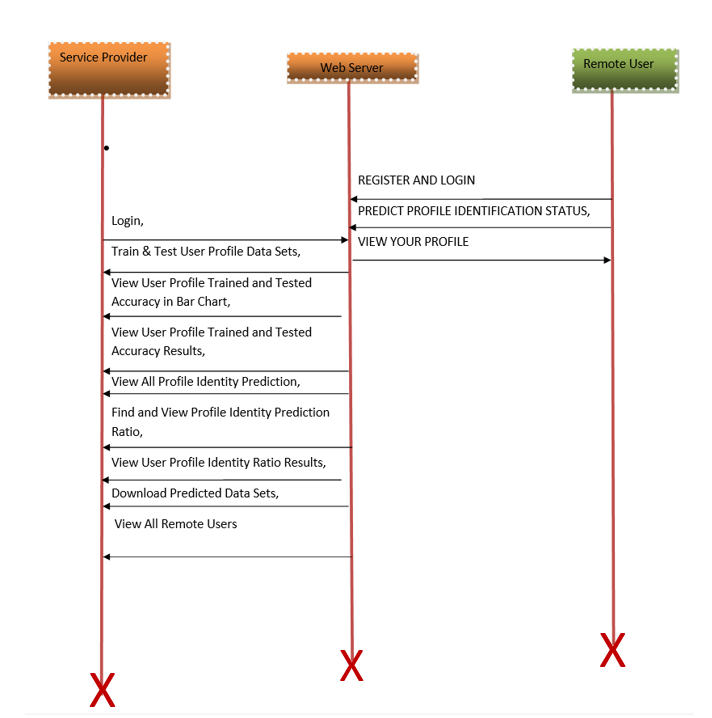 Service Provider
Web Server
Remote User
REGISTER AND LOGIN
PREDICT PROFILE IDENTIFICATION STATUS,
VIEW YOUR PROFILE
Login,
Train & Test User Profile Data Sets,
View User Profile Trained and Tested
Accuracy in Bar Chart,
View User Profile Trained and Tested
Accuracy Results,
View All Profile Identity Prediction,
Find and View Profile Identity Prediction
Ratio,
View User Profile Identity Ratio Results,
Download Predicted Data Sets,
View All Remote Users
X
X
X